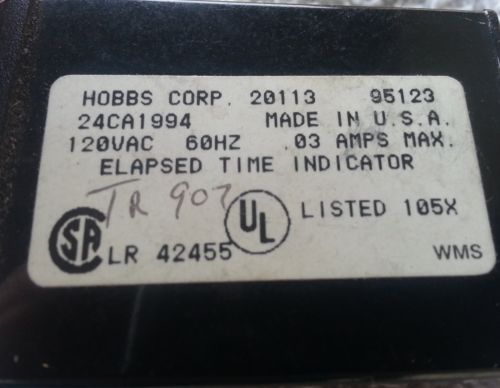 HOBBS CORP. 20113 95123
24CA1994 MADE IN U.S.A.
120VAC 60HZ .03 AMPS MAX.
ELAPSED TIME INDICATOR
TR 907
SA UL LISTED 105X
LR 42455 WMS